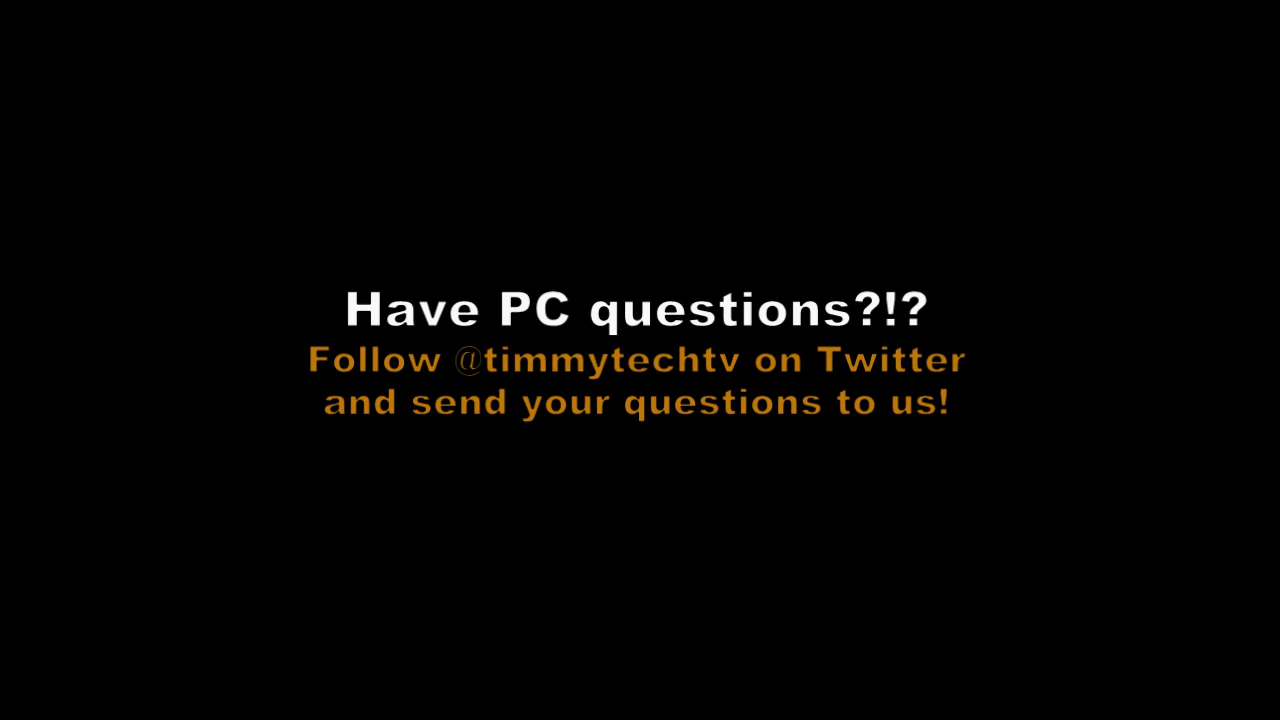 Have PC questions?!?
Follow @timmytechtv on Twitter
and send your questions to us!